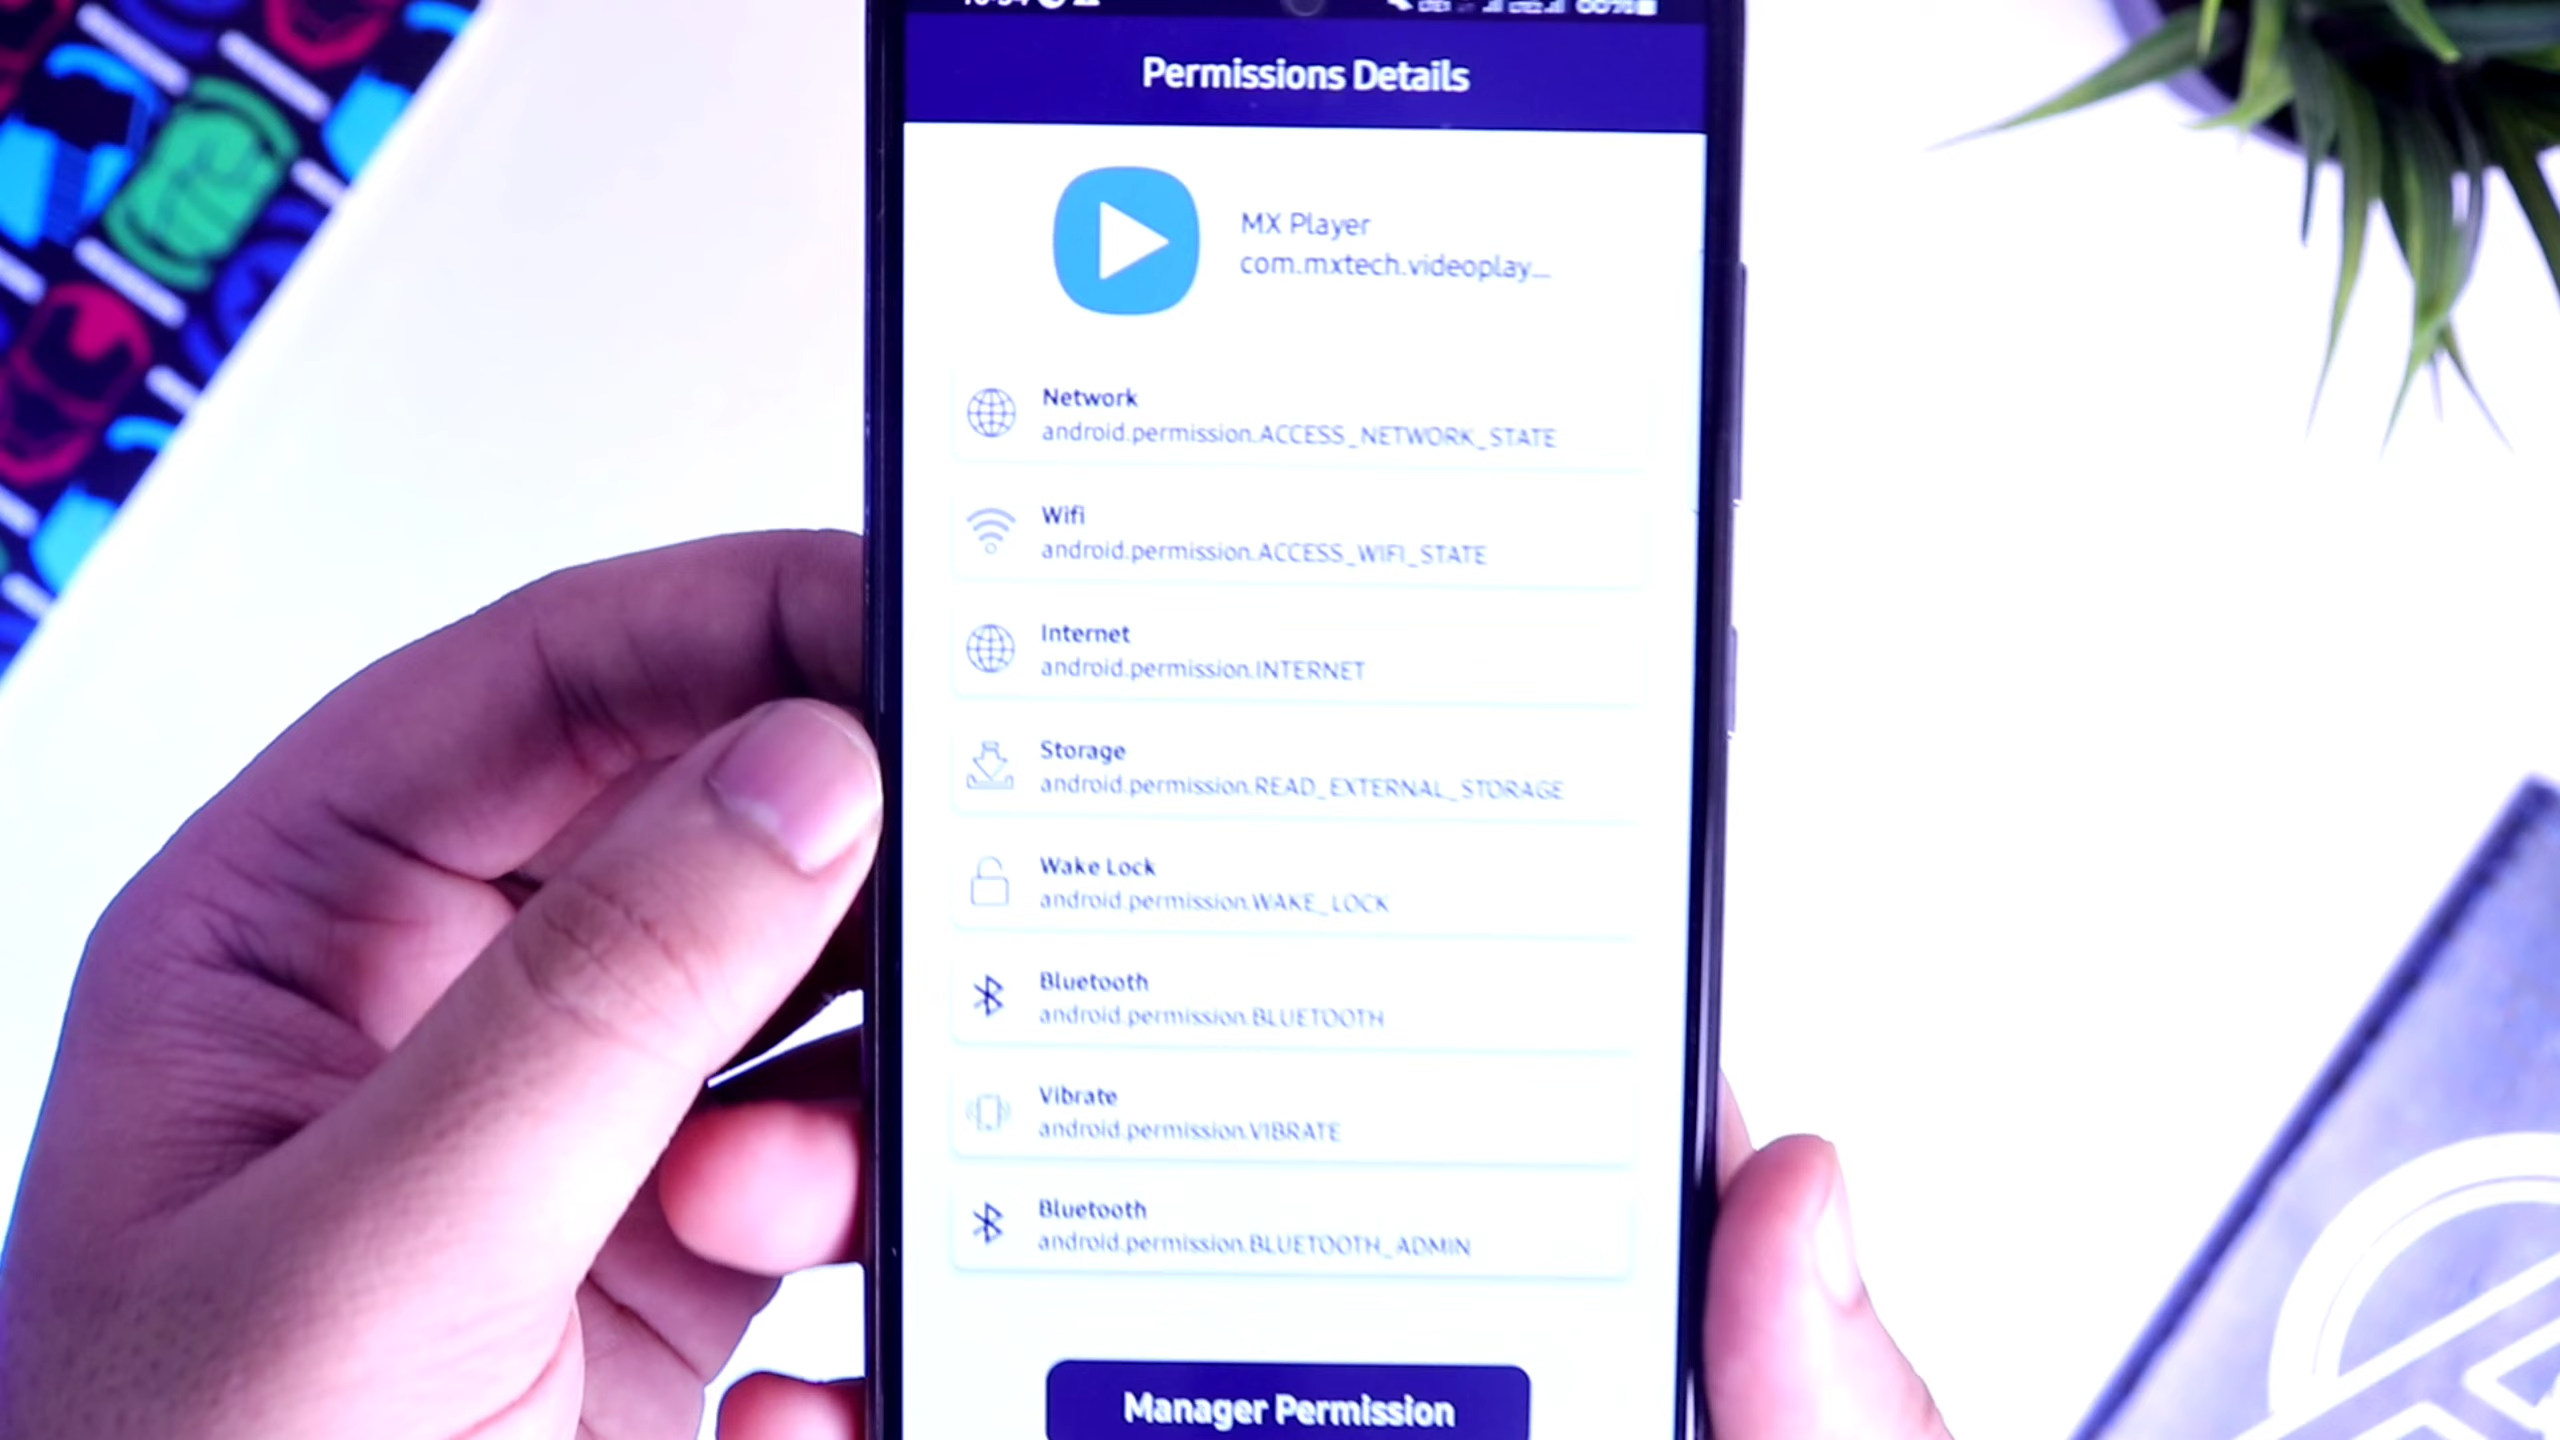 Permissions Details
MX Player
com.mxtech.videoplay...
Network
android.permission.ACCESS_NETWORK_STATE
Wifi
android.permission.ACCESS_WIFI_STATE
Internet
android.permission.INTERNET
Storage
android.permission.READ_EXTERNAL_STORAGE
Wake Lock
android.permission.WAKE_LOCK
Bluetooth
android.permission.BLUETOOTH
Vibrate
android.permission.VIBRATE
Bluetooth
android.permission.BLUETOOTH_ADMIN
Manager Permission